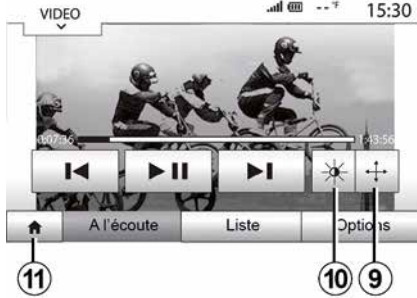 VIDEO
--°F
15:30
0:07:36
1:43:56
A l'écoute
Liste
Options
11
10
9